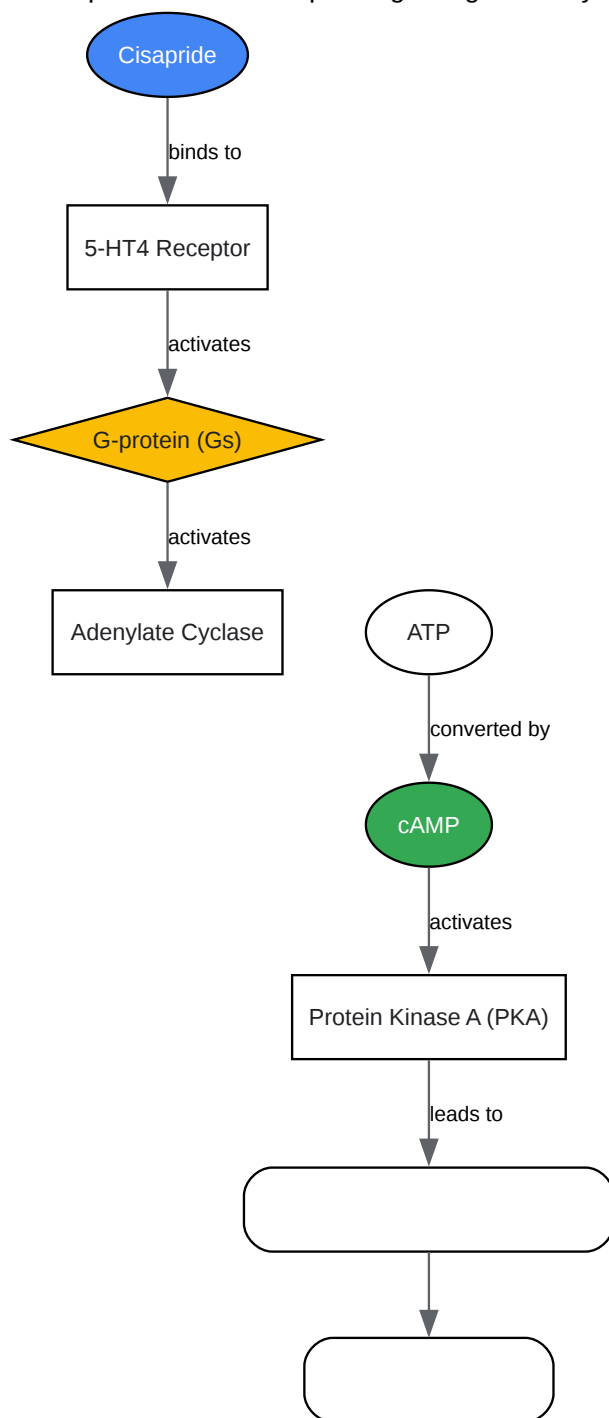 Cisapride
binds to
5-HT4 Receptor
activates
G-protein (Gs)
activates
Adenylate Cyclase
ATP
converted by
cAMP
activates
Protein Kinase A (PKA)
leads to